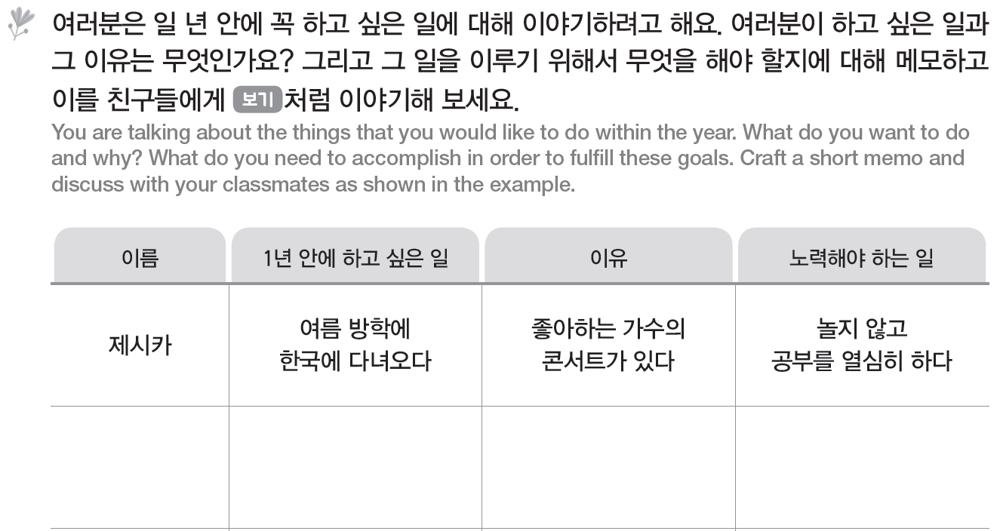 여러분은 일 년 안에 꼭 하고 싶은 일에 대해 이야기하려고 해요. 여러분이 하고 싶은 일과
그 이유는 무엇인가요? 그리고 그 일을 이루기 위해서 무엇을 해야 할지에 대해 메모하고
이를 친구들에게 보기처럼 이야기해 보세요.
You are talking about the things that you would like to do within the year. What do you want to do
and why? What do you need to accomplish in order to fulfill these goals. Craft a short memo and
discuss with your classmates as shown in the example.
이름 1년 안에 하고 싶은 일 이유 노력해야 하는 일
제시카
여름 방학에
한국에 다녀오다
좋아하는 가수의
콘서트가 있다
놀지 않고
공부를 열심히 하다